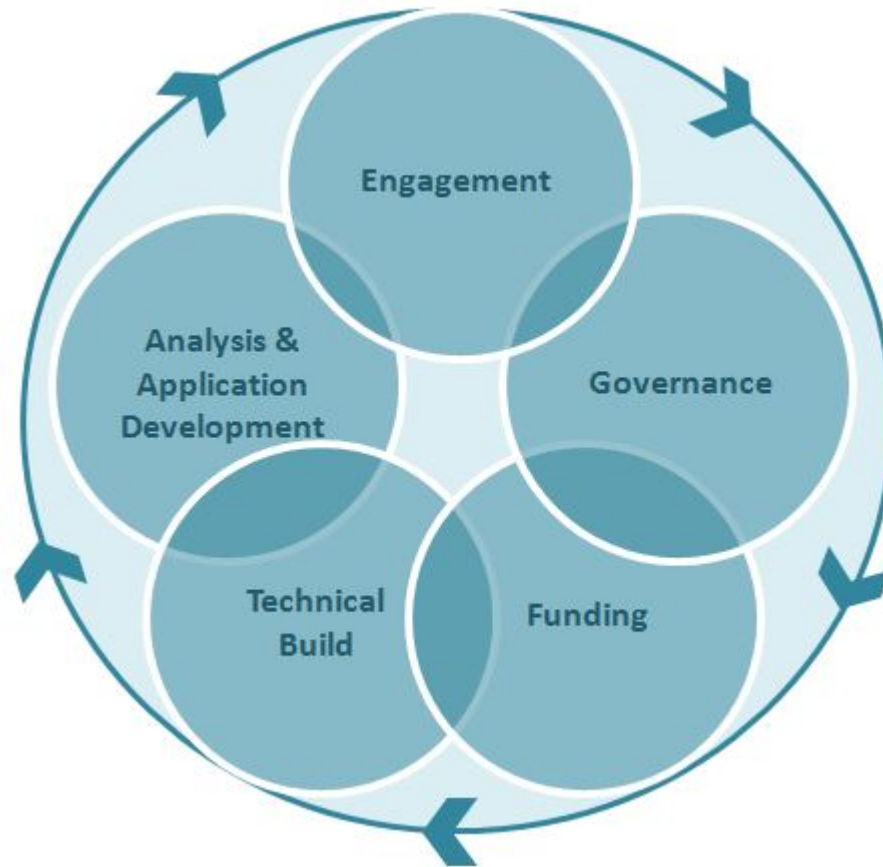 Engagement
Governance
Funding
Technical
Build
Analysis &
Application
Development